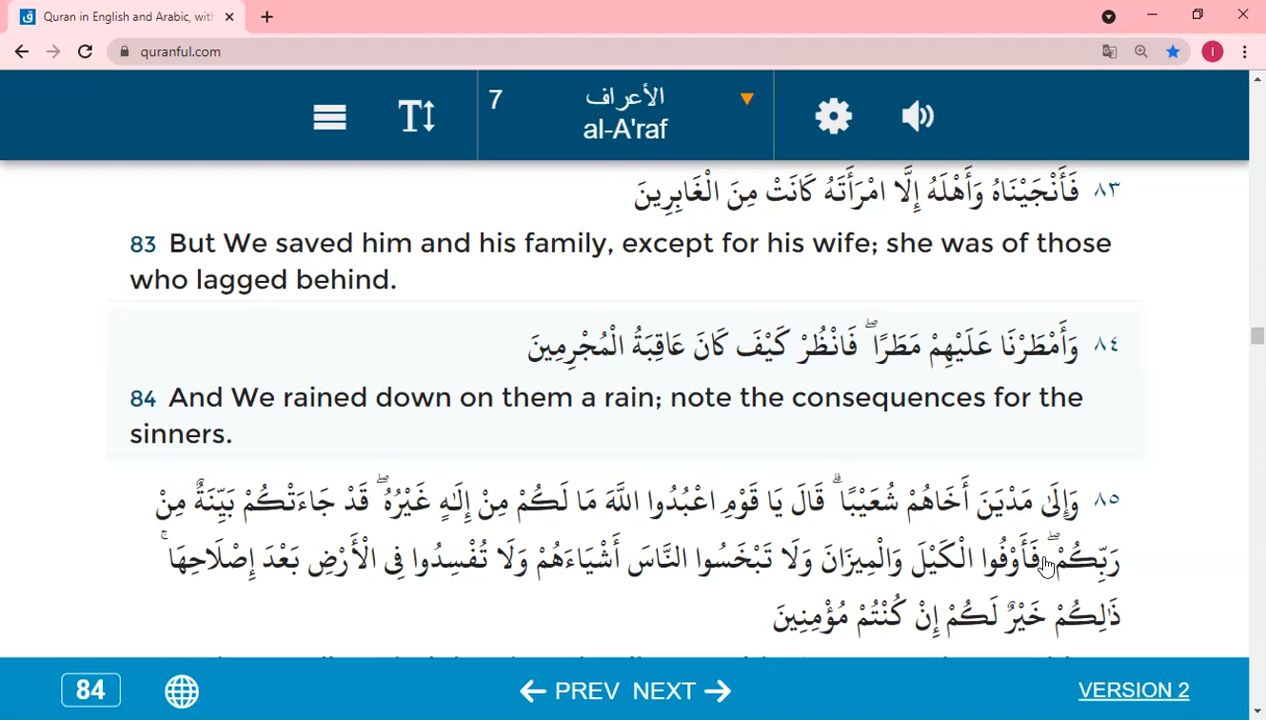 Quran in English and Arabic, with
quranful.com
7
الأعراف
al-A'raf
٨٣ فَأَنْجَيْنَاهُ وَأَهْلَهُ إِلَّا امْرَأَتَهُ كَانَتْ مِنَ الْغَابِرِينَ
83 But We saved him and his family, except for his wife; she was of those
who lagged behind.
٨٤ وَأَمْطَرْنَا عَلَيْهِمْ مَطَرًا ۖ فَانْظُرْ كَيْفَ كَانَ عَاقِبَةُ الْمُجْرِمِينَ
84 And We rained down on them a rain; note the consequences for the
sinners.
٨٥ وَإِلَىٰ مَدْيَنَ أَخَاهُمْ شُعَيْبًا ۗ قَالَ يَا قَوْمِ اعْبُدُوا اللَّهَ مَا لَكُمْ مِنْ إِلَـٰهٍ غَيْرُهُ ۖ قَدْ جَاءَتْكُمْ بَيِّنَةٌ مِنْ
رَبِّكُمْ ۖ فَأَوْفُوا الْكَيْلَ وَالْمِيزَانَ وَلَا تَبْخَسُوا النَّاسَ أَشْيَاءَهُمْ وَلَا تُفْسِدُوا فِى الْأَرْضِ بَعْدَ إِصْلَاحِهَا ۚ
ذَٰلِكُمْ خَيْرٌ لَكُمْ إِنْ كُنْتُمْ مُؤْمِنِينَ
84
PREV NEXT
VERSION 2